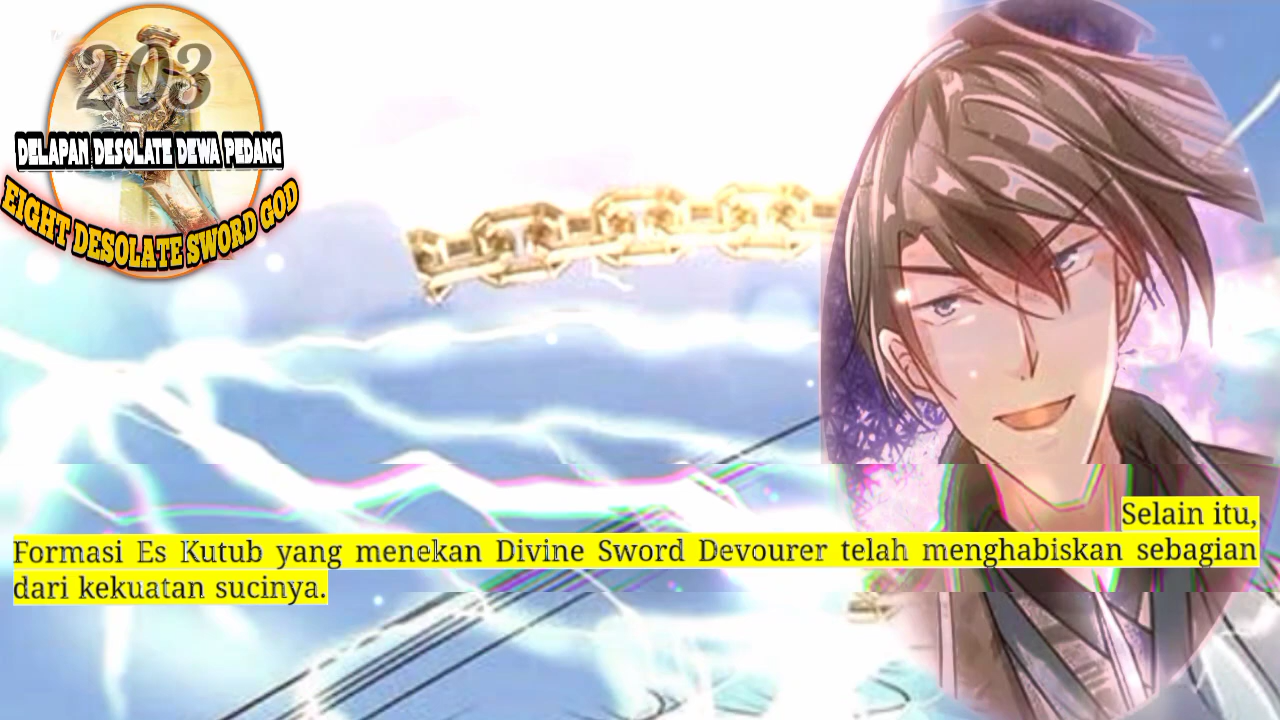 203
DELAPAN DESOLATE DEWA PEDANG
EIGHT DESOLATE SWORD GOD
Selain itu,
Formasi Es Kutub yang menekan Divine Sword Devourer telah menghabiskan sebagian
dari kekuatan sucinya.